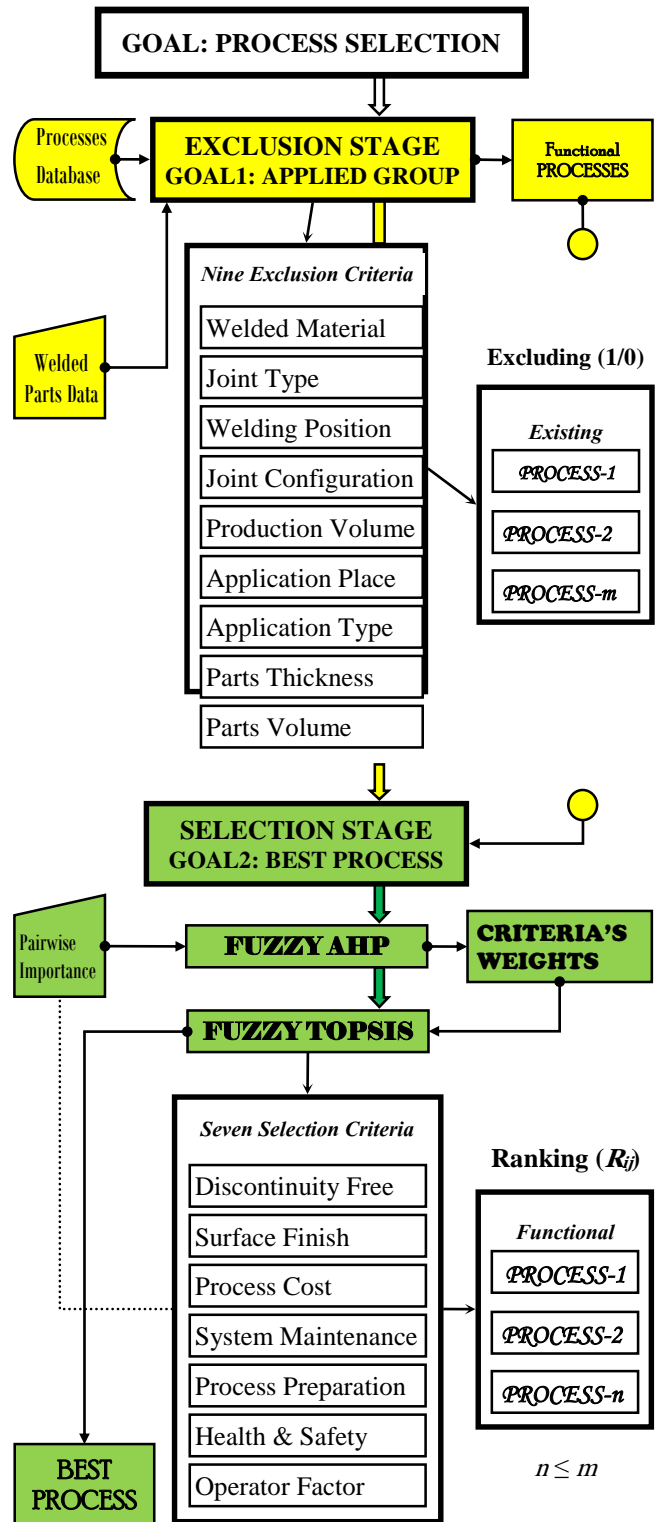 GOAL: PROCESS SELECTION
Processes
Database
EXCLUSION STAGE
GOAL1: APPLIED GROUP
Functional
PROCESSES
Nine Exclusion Criteria
Welded Material
Joint Type
Welding Position
Joint Configuration
Production Volume
Application Place
Application Type
Parts Thickness
Parts Volume
Welded
Parts Data
Excluding (1/0)
Existing
PROCESS-1
PROCESS-2
PROCESS-m
SELECTION STAGE
GOAL2: BEST PROCESS
Pairwise
Importance
FUZZY AHP
CRITERIA'S
WEIGHTS
FUZZY TOPSIS
Seven Selection Criteria
Discontinuity Free
Surface Finish
Process Cost
System Maintenance
Process Preparation
Health & Safety
Operator Factor
Ranking (Rij)
Functional
PROCESS-1
PROCESS-2
PROCESS-n
n ≤ m
BEST
PROCESS